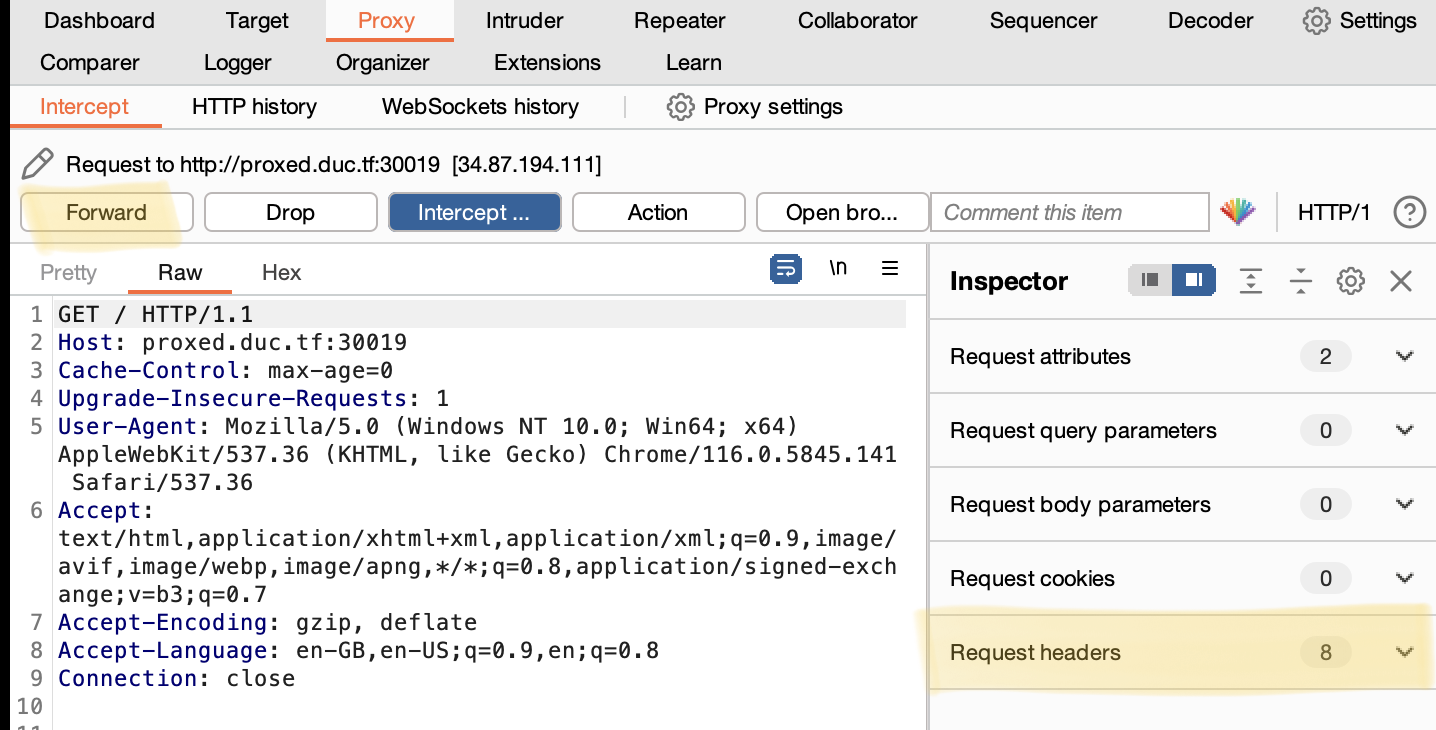 Dashboard Target Proxy Intruder Repeater Collaborator Sequencer Decoder Settings
Comparer Logger Organizer Extensions Learn
Intercept HTTP history WebSockets history Proxy settings
Request to http://proxed.duc.tf:30019 [34.87.194.111]
Forward Drop Intercept ... Action Open bro... Comment this item HTTP/1 ?
Pretty Raw Hex \n
1 GET / HTTP/1.1
2 Host: proxed.duc.tf:30019
3 Cache-Control: max-age=0
4 Upgrade-Insecure-Requests: 1
5 User-Agent: Mozilla/5.0 (Windows NT 10.0; Win64; x64)
AppleWebKit/537.36 (KHTML, like Gecko) Chrome/116.0.5845.141
Safari/537.36
6 Accept:
text/html,application/xhtml+xml,application/xml;q=0.9,image/
avif,image/webp,image/apng,*/*;q=0.8,application/signed-exch
ange;v=b3;q=0.7
7 Accept-Encoding: gzip, deflate
8 Accept-Language: en-GB,en-US;q=0.9,en;q=0.8
9 Connection: close
10
Inspector
Request attributes 2
Request query parameters 0
Request body parameters 0
Request cookies 0
Request headers 8